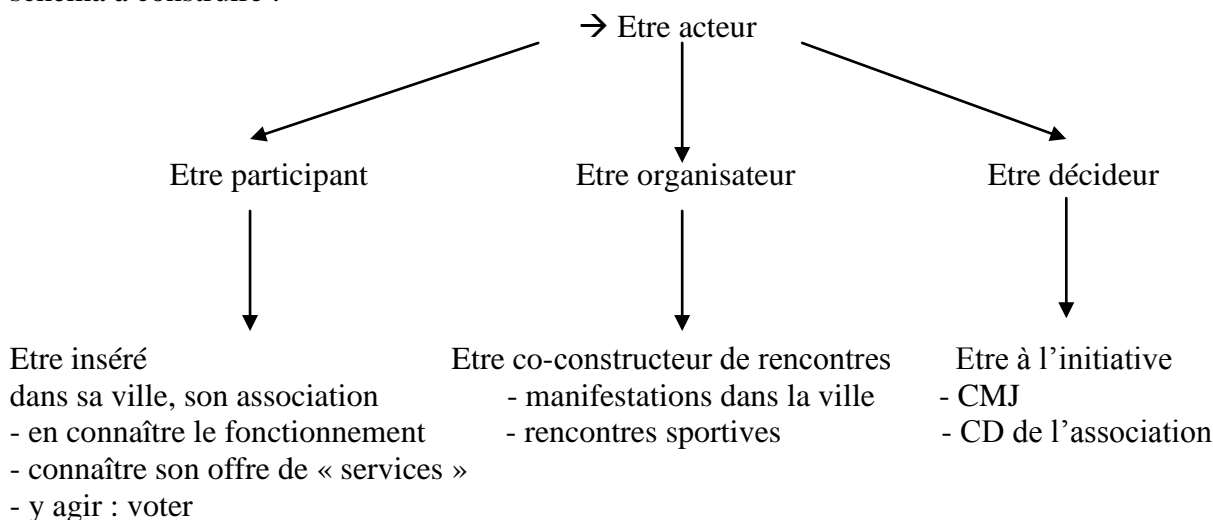 → Etre acteur
Etre participant Etre organisateur Etre décideur
Etre inséré Etre co-constructeur de rencontres Etre à l’initiative
dans sa ville, son association - manifestations dans la ville - CMJ
- en connaître le fonctionnement - rencontres sportives - CD de l’association
- connaître son offre de « services »
- y agir : voter